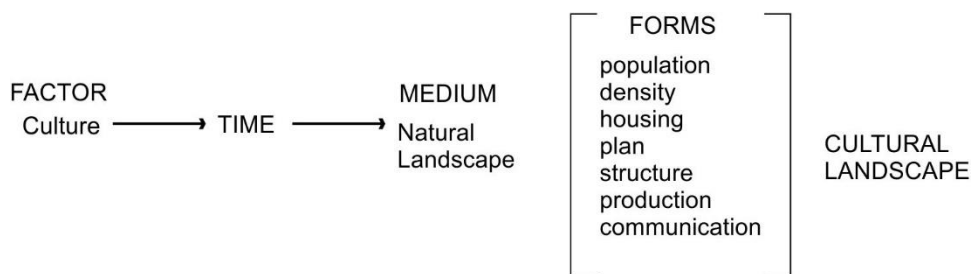 FACTOR
Culture
TIME
MEDIUM
Natural
Landscape
FORMS
population
density
housing
plan
structure
production
communication
CULTURAL
LANDSCAPE